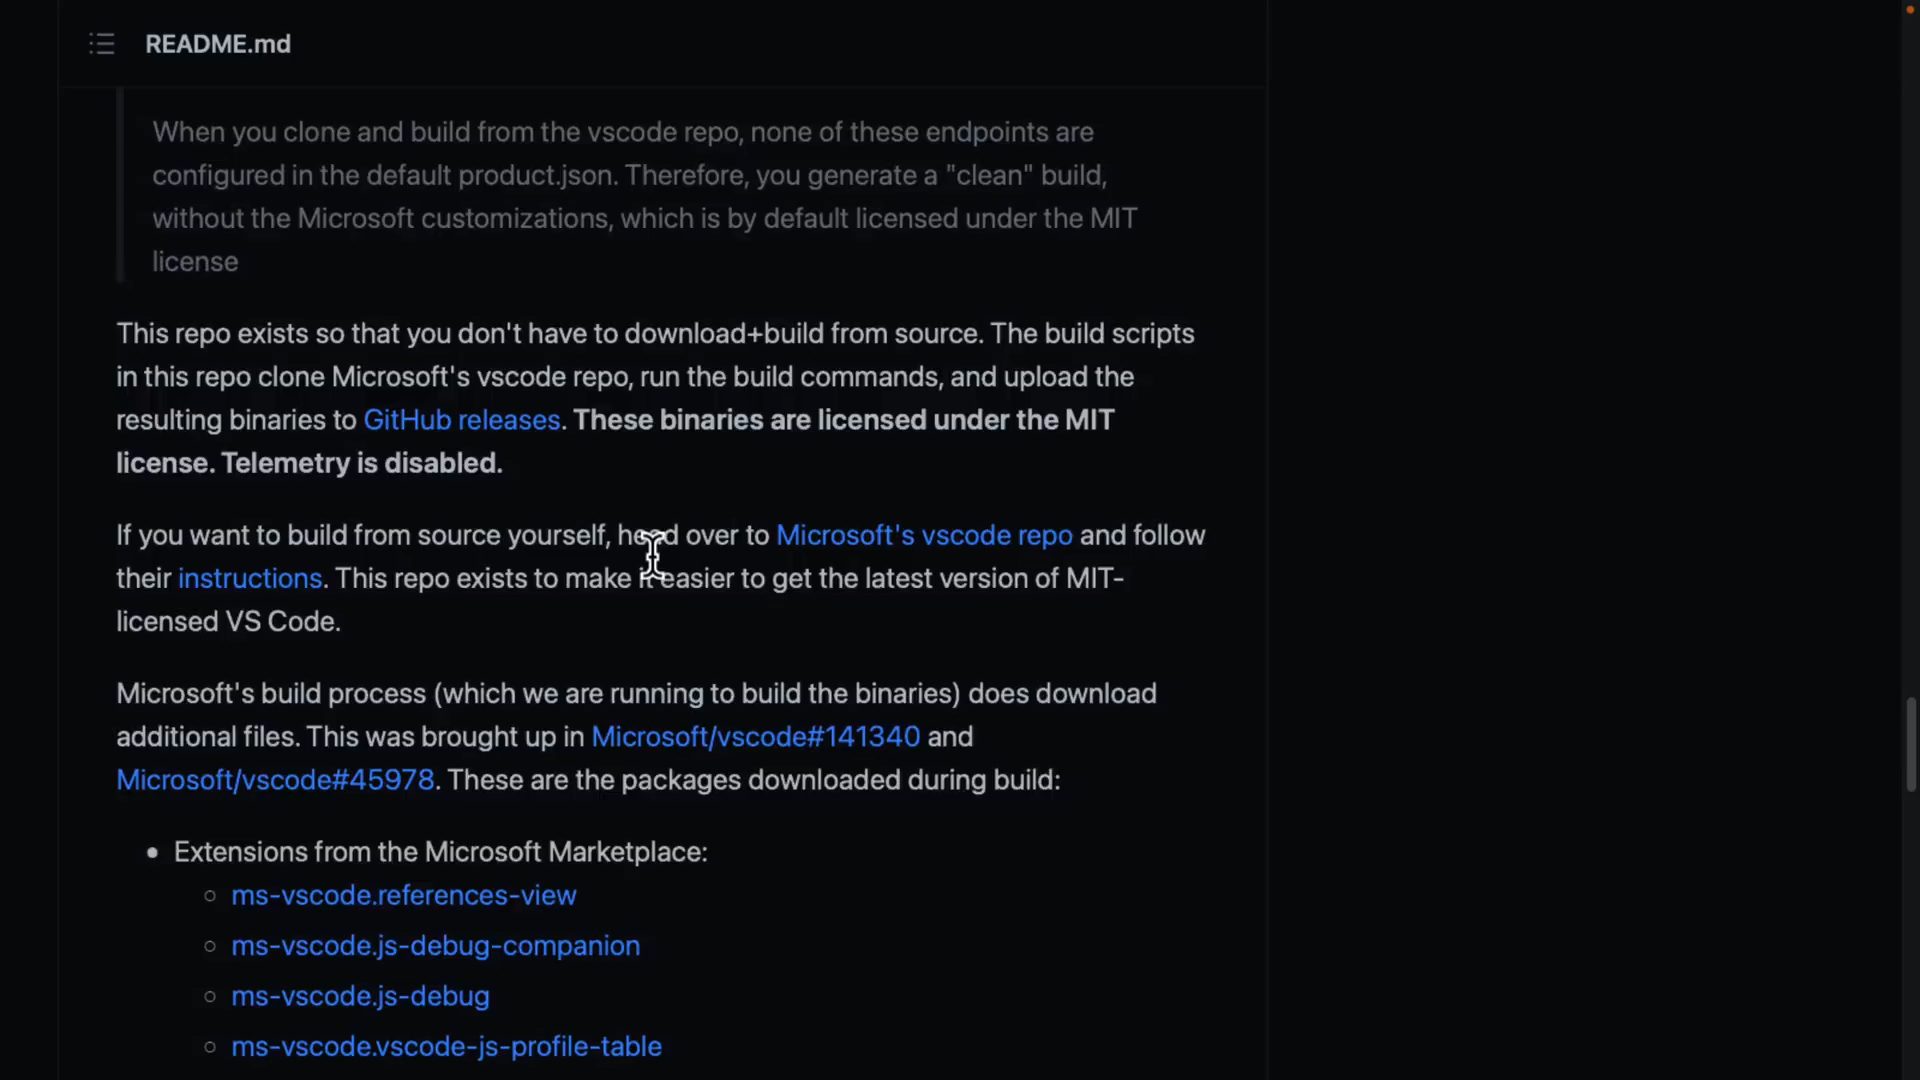 README.md
When you clone and build from the vscode repo, none of these endpoints are
configured in the default product.json. Therefore, you generate a "clean" build,
without the Microsoft customizations, which is by default licensed under the MIT
license
This repo exists so that you don't have to download+build from source. The build scripts
in this repo clone Microsoft's vscode repo, run the build commands, and upload the
resulting binaries to GitHub releases. These binaries are licensed under the MIT
license. Telemetry is disabled.
If you want to build from source yourself, head over to Microsoft's vscode repo and follow
their instructions. This repo exists to make it easier to get the latest version of MIT-
licensed VS Code.
Microsoft's build process (which we are running to build the binaries) does download
additional files. This was brought up in Microsoft/vscode#141340 and
Microsoft/vscode#45978. These are the packages downloaded during build:
Extensions from the Microsoft Marketplace:
ms-vscode.references-view
ms-vscode.js-debug-companion
ms-vscode.js-debug
ms-vscode.vscode-js-profile-table